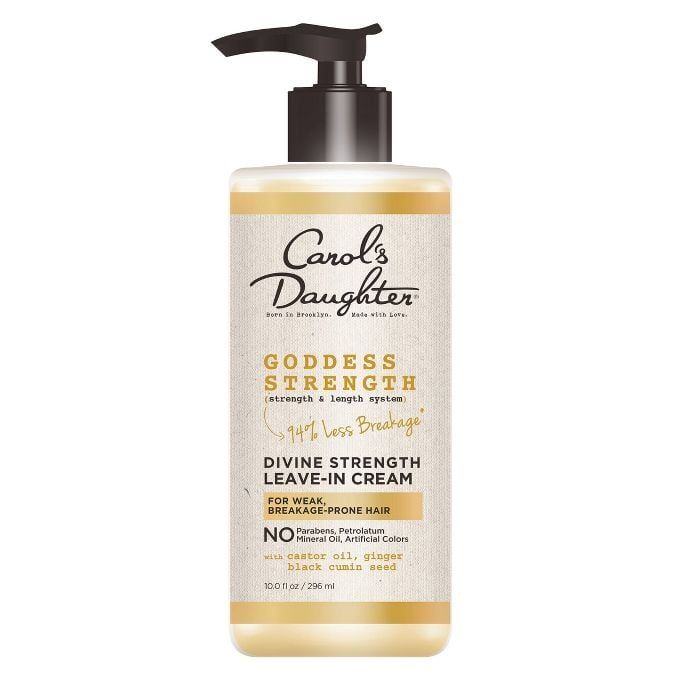 Carol's
Daughter®
Born in Brooklyn. Made with Love.
GODDESS
STRENGTH
(strength & length system)
94% Less Breakage*
DIVINE STRENGTH
LEAVE-IN CREAM
FOR WEAK,
BREAKAGE-PRONE HAIR
NO Parabens, Petrolatum
Mineral Oil, Artificial Colors
with castor oil, ginger
black cumin seed
10.0 fl oz / 296 ml